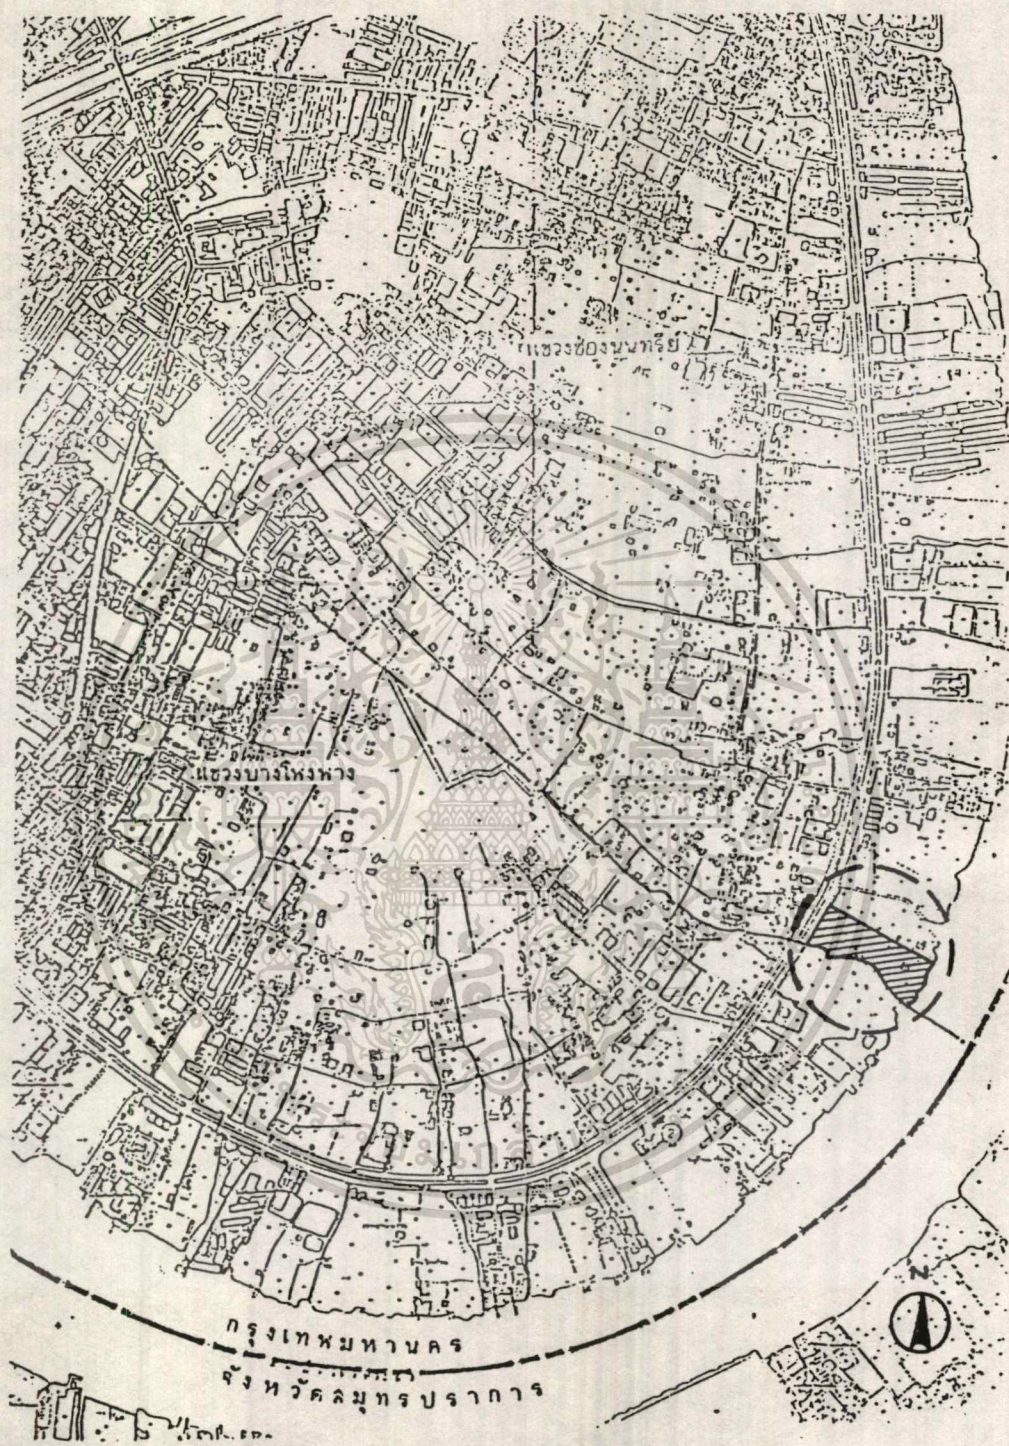 แขวงช่องนนทรีย์
แขวงบางโพงพาง
N
กรุงเทพมหานคร
จังหวัดสมุทรปราการ